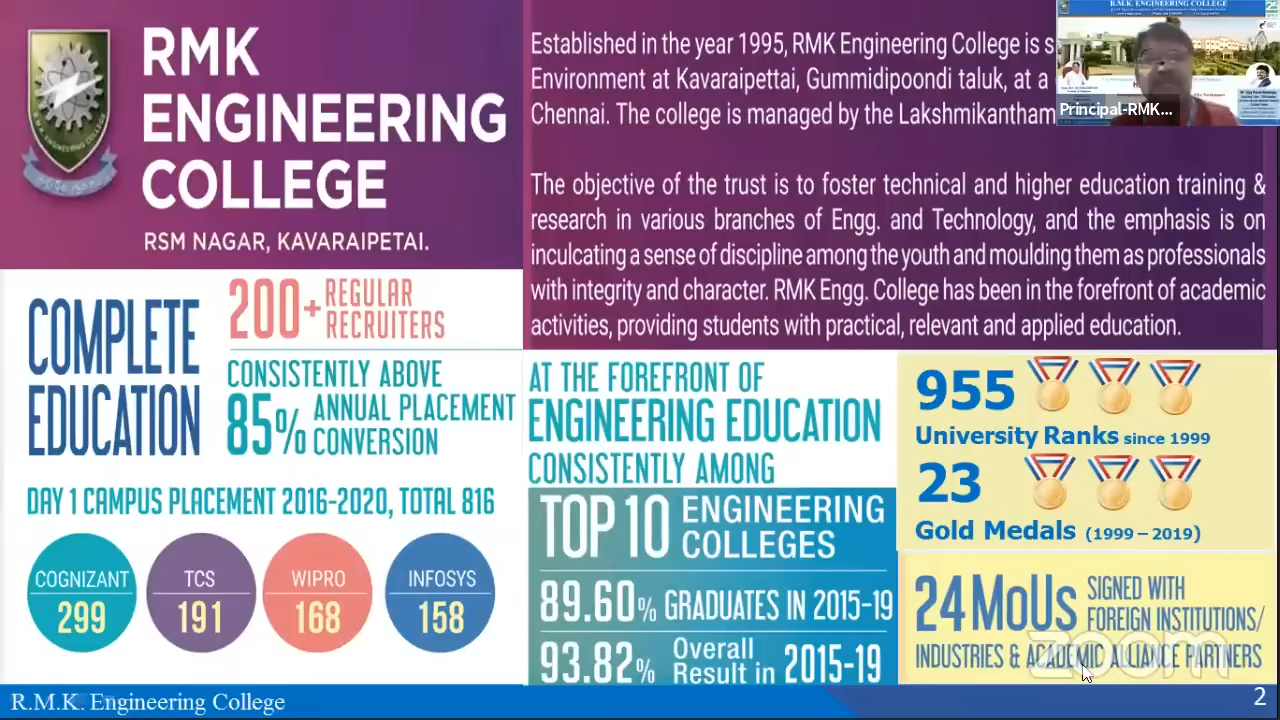 RMK
ENGINEERING
COLLEGE
RSM NAGAR, KAVARAIPETAI.
Established in the year 1995, RMK Engineering College is s
Environment at Kavaraipettai, Gummidipoondi taluk, at a
Chennai. The college is managed by the Lakshmikantham
The objective of the trust is to foster technical and higher education training &
research in various branches of Engg. and Technology, and the emphasis is on
inculcating a sense of discipline among the youth and moulding them as professionals
with integrity and character. RMK Engg. College has been in the forefront of academic
activities, providing students with practical, relevant and applied education.
R.M.K. ENGINEERING COLLEGE
Principal-RMK...
COMPLETE
EDUCATION
200+ REGULAR
RECRUITERS
CONSISTENTLY ABOVE
85% ANNUAL PLACEMENT
CONVERSION
DAY 1 CAMPUS PLACEMENT 2016-2020, TOTAL 816
COGNIZANT
299
TCS
191
WIPRO
168
INFOSYS
158
AT THE FOREFRONT OF
ENGINEERING EDUCATION
CONSISTENTLY AMONG
TOP 10 ENGINEERING
COLLEGES
89.60% GRADUATES IN 2015-19
93.82% Overall
Result in 2015-19
955
University Ranks since 1999
23
Gold Medals (1999 – 2019)
24 MoUs SIGNED WITH
FOREIGN INSTITUTIONS/
INDUSTRIES & ACADEMIC ALLIANCE PARTNERS
zoom
R.M.K. Engineering College
2